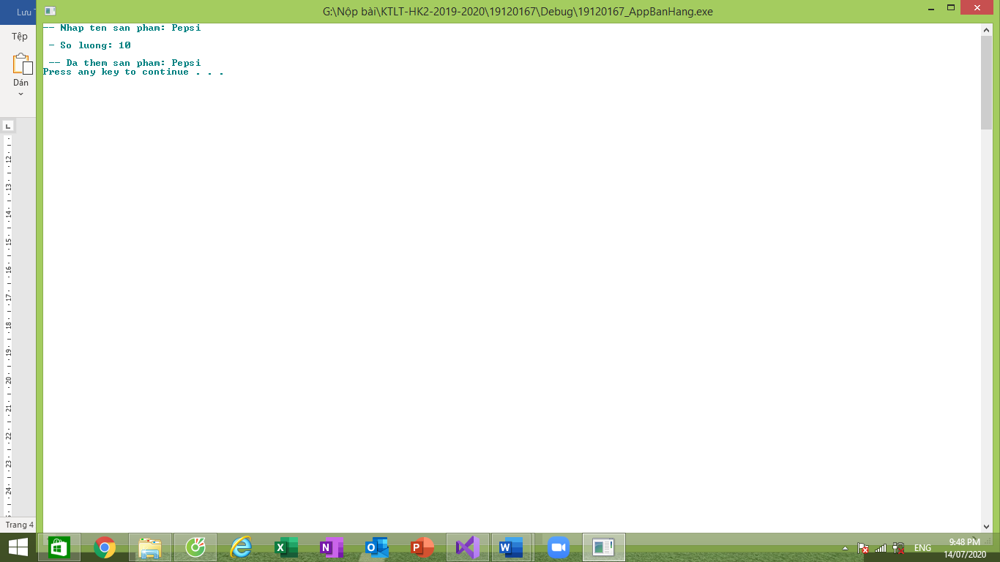 Lưu T
G:\Nộp bài\KTLT-HK2-2019-2020\19120167\Debug\19120167_AppBanHang.exe
Tệp
Dán
-- Nhap ten san pham: Pepsi
- So luong: 10
-- Da them san pham: Pepsi
Press any key to continue . . .
12
13
14
15
16
17
18
19
20
21
22
23
24
Trang 4
ENG
9:48 PM
14/07/2020